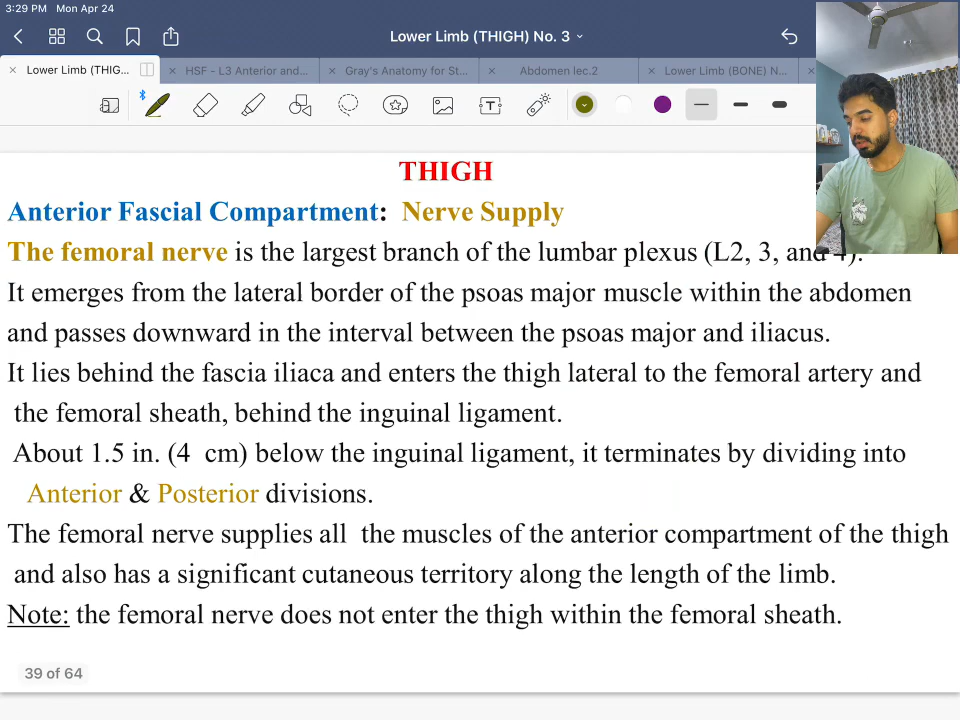 3:29 PM Mon Apr 24
Lower Limb (THIGH) No. 3
Lower Limb (THIG...
HSF - L3 Anterior and...
Gray's Anatomy for St...
Abdomen lec.2
Lower Limb (BONE) N...
T
THIGH
Anterior Fascial Compartment: Nerve Supply
The femoral nerve is the largest branch of the lumbar plexus (L2, 3, and 4).
It emerges from the lateral border of the psoas major muscle within the abdomen
and passes downward in the interval between the psoas major and iliacus.
It lies behind the fascia iliaca and enters the thigh lateral to the femoral artery and
the femoral sheath, behind the inguinal ligament.
About 1.5 in. (4 cm) below the inguinal ligament, it terminates by dividing into
Anterior & Posterior divisions.
The femoral nerve supplies all the muscles of the anterior compartment of the thigh
and also has a significant cutaneous territory along the length of the limb.
Note: the femoral nerve does not enter the thigh within the femoral sheath.
39 of 64